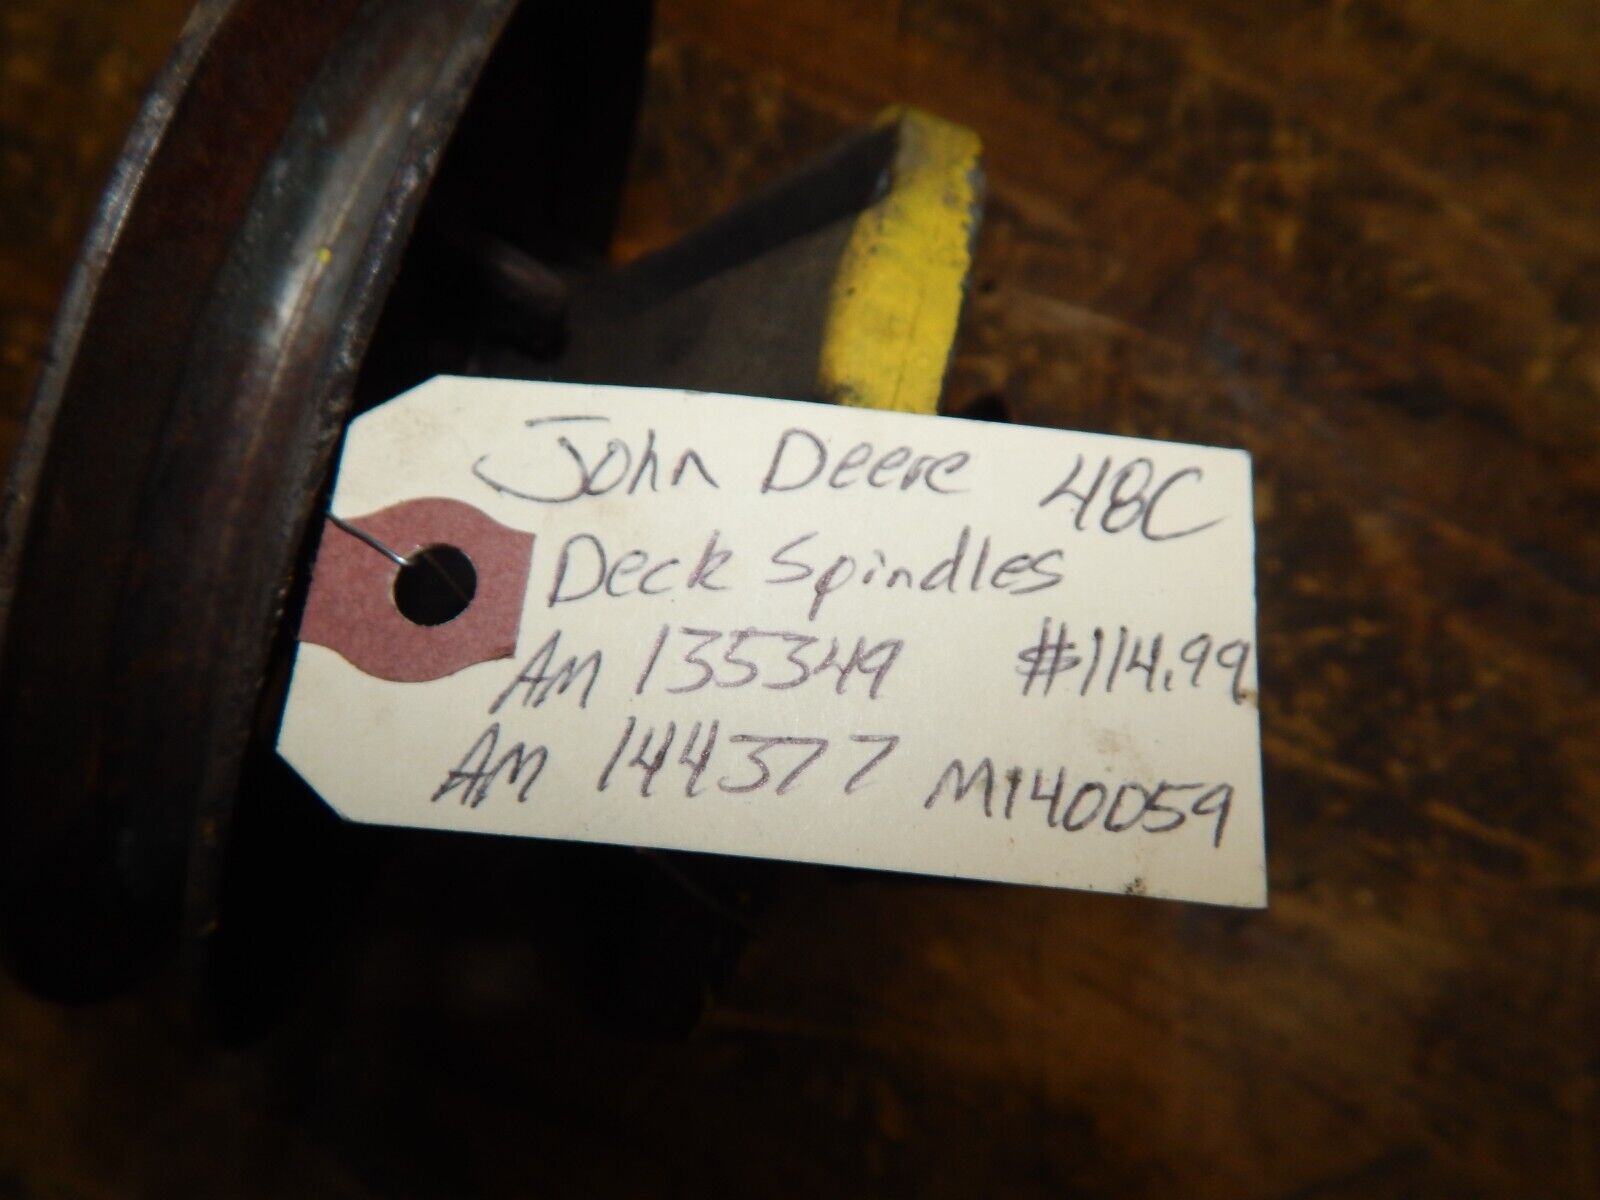 John Deere 48C
Deck Spindles
AM 135349 #114.99
AM 144377 M140059